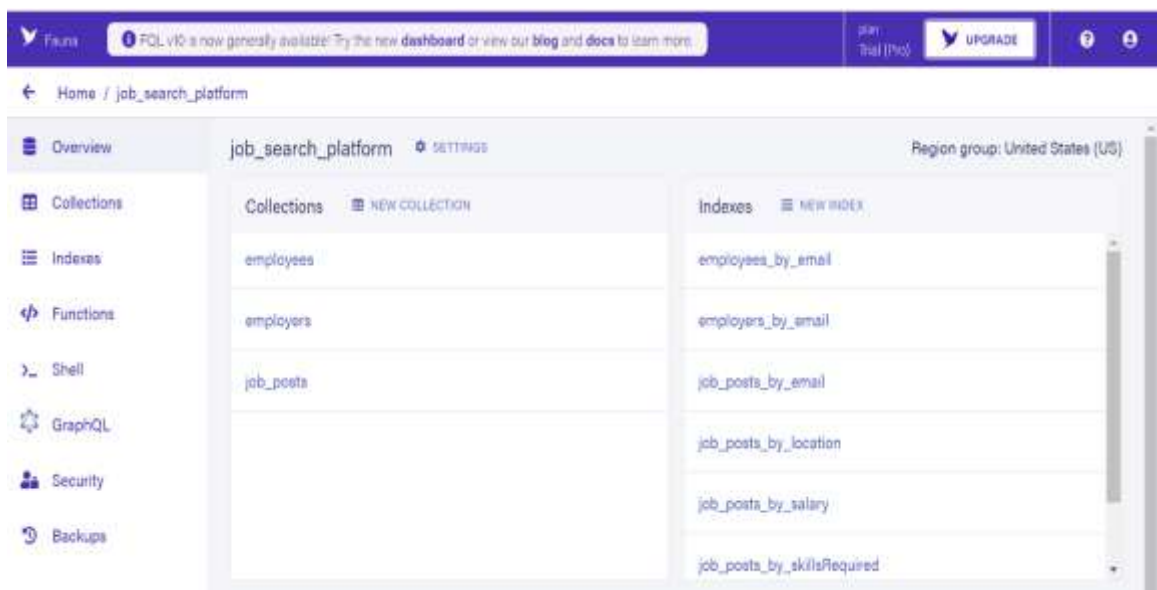 Fauna
FQL v10 is now generally available! Try the new dashboard or view our blog and docs to learn more.
plan
Trial (Pro)
UPGRADE
Home / job_search_platform
Overview
Collections
Indexes
Functions
Shell
GraphQL
Security
Backups
job_search_platform SETTINGS
Region group: United States (US)
Collections NEW COLLECTION
employees
employers
job_posts
Indexes NEW INDEX
employees_by_email
employers_by_email
job_posts_by_email
job_posts_by_location
job_posts_by_salary
job_posts_by_skillsRequired